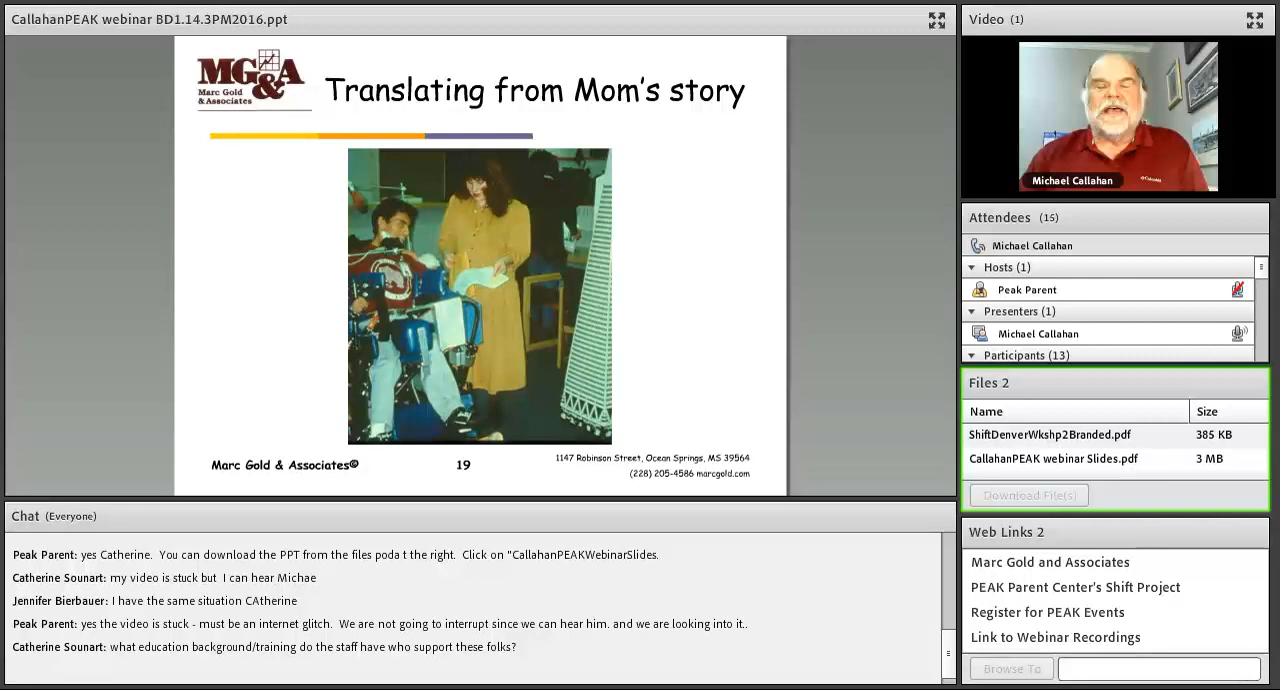 CallahanPEAK webinar BD1.14.3PM2016.ppt
MG&A
Marc Gold
& Associates
Translating from Mom's story
Marc Gold & Associates©
19
1147 Robinson Street, Ocean Springs, MS 39564
(228) 205-4586 marcgold.com
Chat (Everyone)
Peak Parent: yes Catherine. You can download the PPT from the files poda t the right. Click on "CallahanPEAKWebinarSlides.
Catherine Sounart: my video is stuck but I can hear Michae
Jennifer Bierbauer: I have the same situation CAtherine
Peak Parent: yes the video is stuck - must be an internet glitch. We are not going to interrupt since we can hear him. and we are looking into it..
Catherine Sounart: what education background/training do the staff have who support these folks?
Video (1)
Michael Callahan
Attendees (15)
Michael Callahan
Hosts (1)
Peak Parent
Presenters (1)
Michael Callahan
Participants (13)
Files 2
Name Size
ShiftDenverWkshp2Branded.pdf 385 KB
CallahanPEAK webinar Slides.pdf 3 MB
Download File(s)
Web Links 2
Marc Gold and Associates
PEAK Parent Center's Shift Project
Register for PEAK Events
Link to Webinar Recordings
Browse To